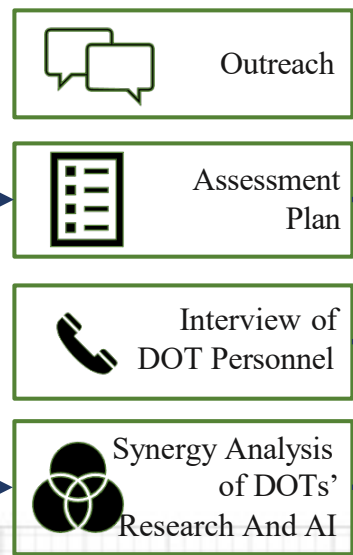 Outreach
Assessment
Plan
Interview of
DOT Personnel
Synergy Analysis
of DOTs’
Research And AI